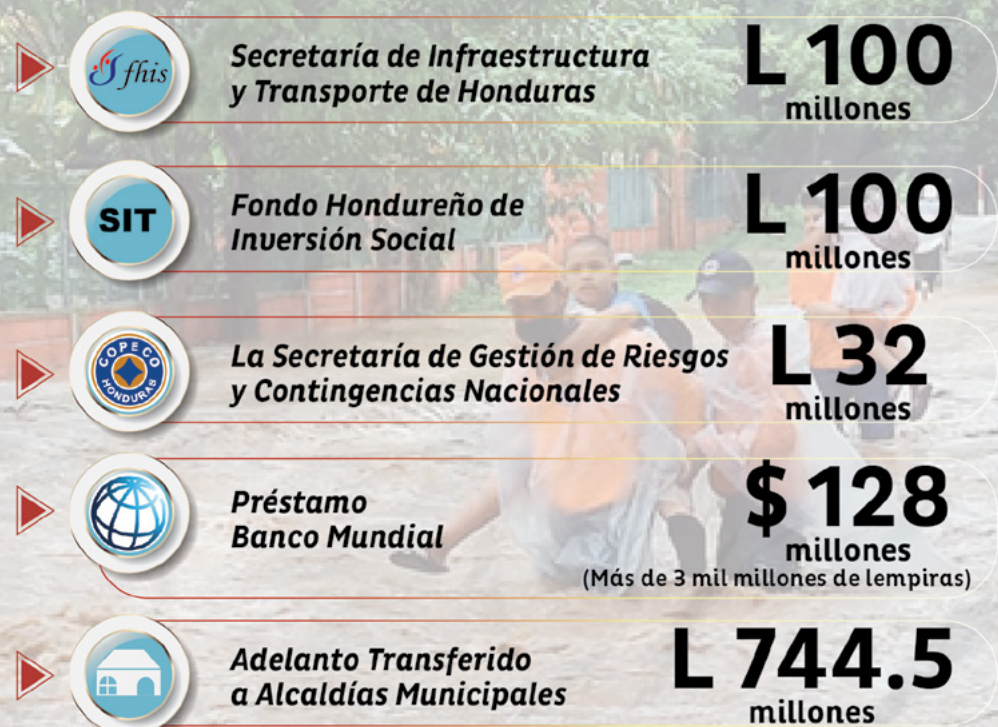 fhis
Secretaría de Infraestructura
y Transporte de Honduras
L 100
millones
SIT
Fondo Hondureño de
Inversión Social
L 100
millones
COPECO
HONDURAS
La Secretaría de Gestión de Riesgos
y Contingencias Nacionales
L 32
millones
Préstamo
Banco Mundial
$ 128
millones
(Más de 3 mil millones de lempiras)
Adelanto Transferido
a Alcaldías Municipales
L 744.5
millones